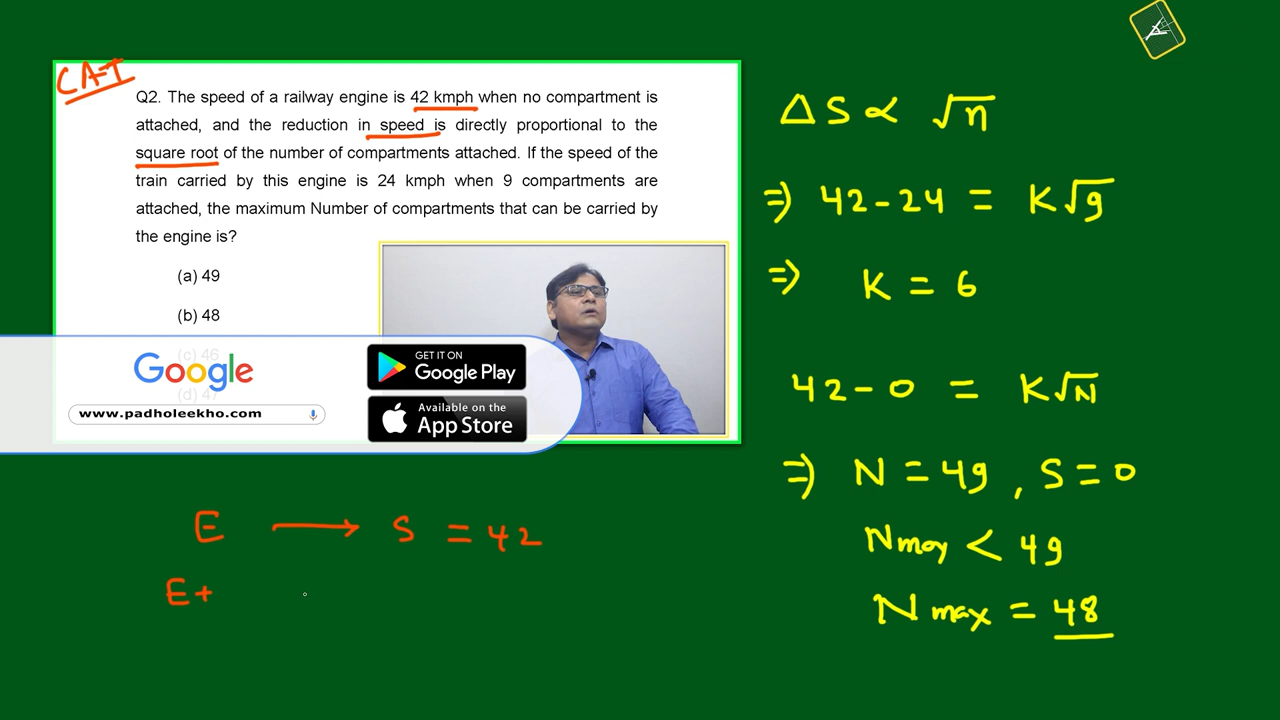 CAT
Q2. The speed of a railway engine is 42 kmph when no compartment is
attached, and the reduction in speed is directly proportional to the
square root of the number of compartments attached. If the speed of the
train carried by this engine is 24 kmph when 9 compartments are
attached, the maximum Number of compartments that can be carried by
the engine is?
(a) 49
(b) 48
(c) 46
(d) 47
Google
www.padholeekho.com
GET IT ON
Google Play
Available on the
App Store
E ⟶ S = 42
E+
Δ S ∝ √n
⇒ 42-24 = K√9
⇒ K = 6
42-0 = K√N
⇒ N = 49, S = 0
Nmax < 49
Nmax = 48